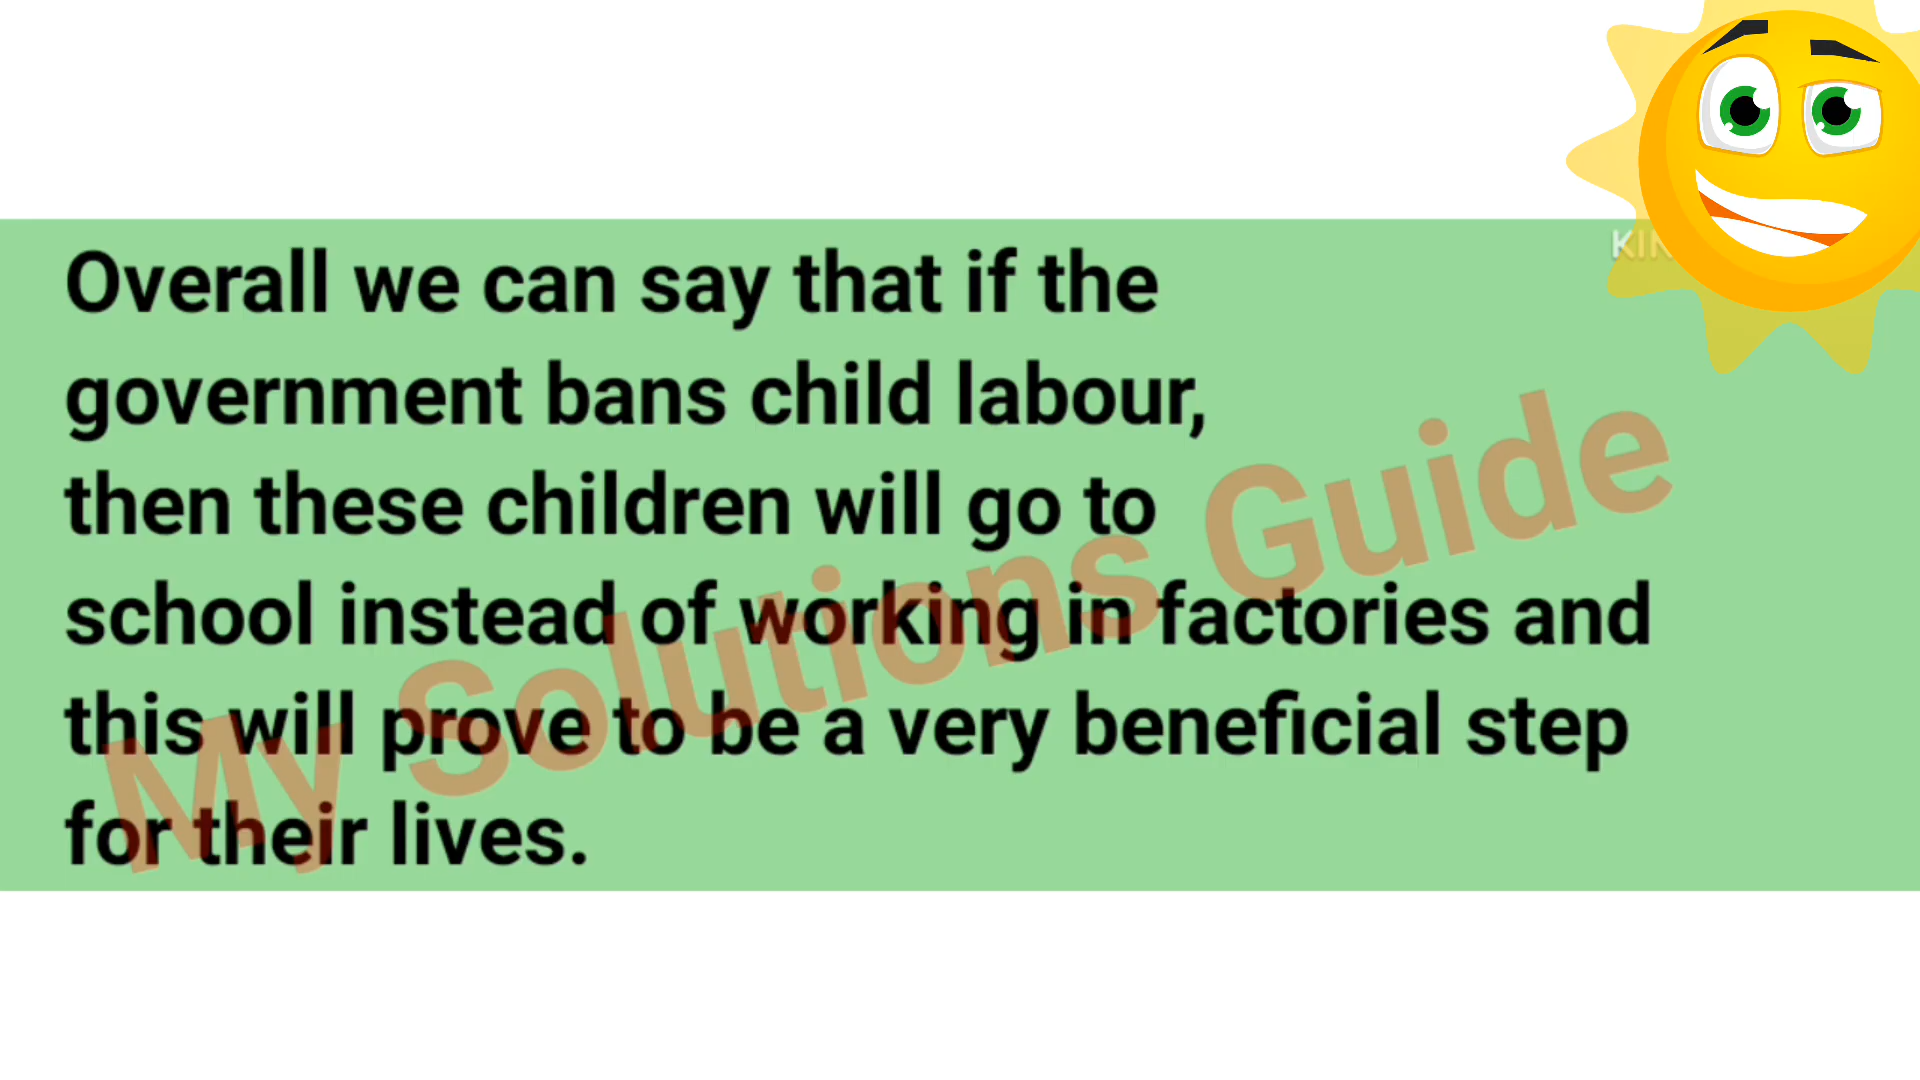 Overall we can say that if the
government bans child labour,
then these children will go to
school instead of working in factories and
this will prove to be a very beneficial step
for their lives.
My Solutions Guide